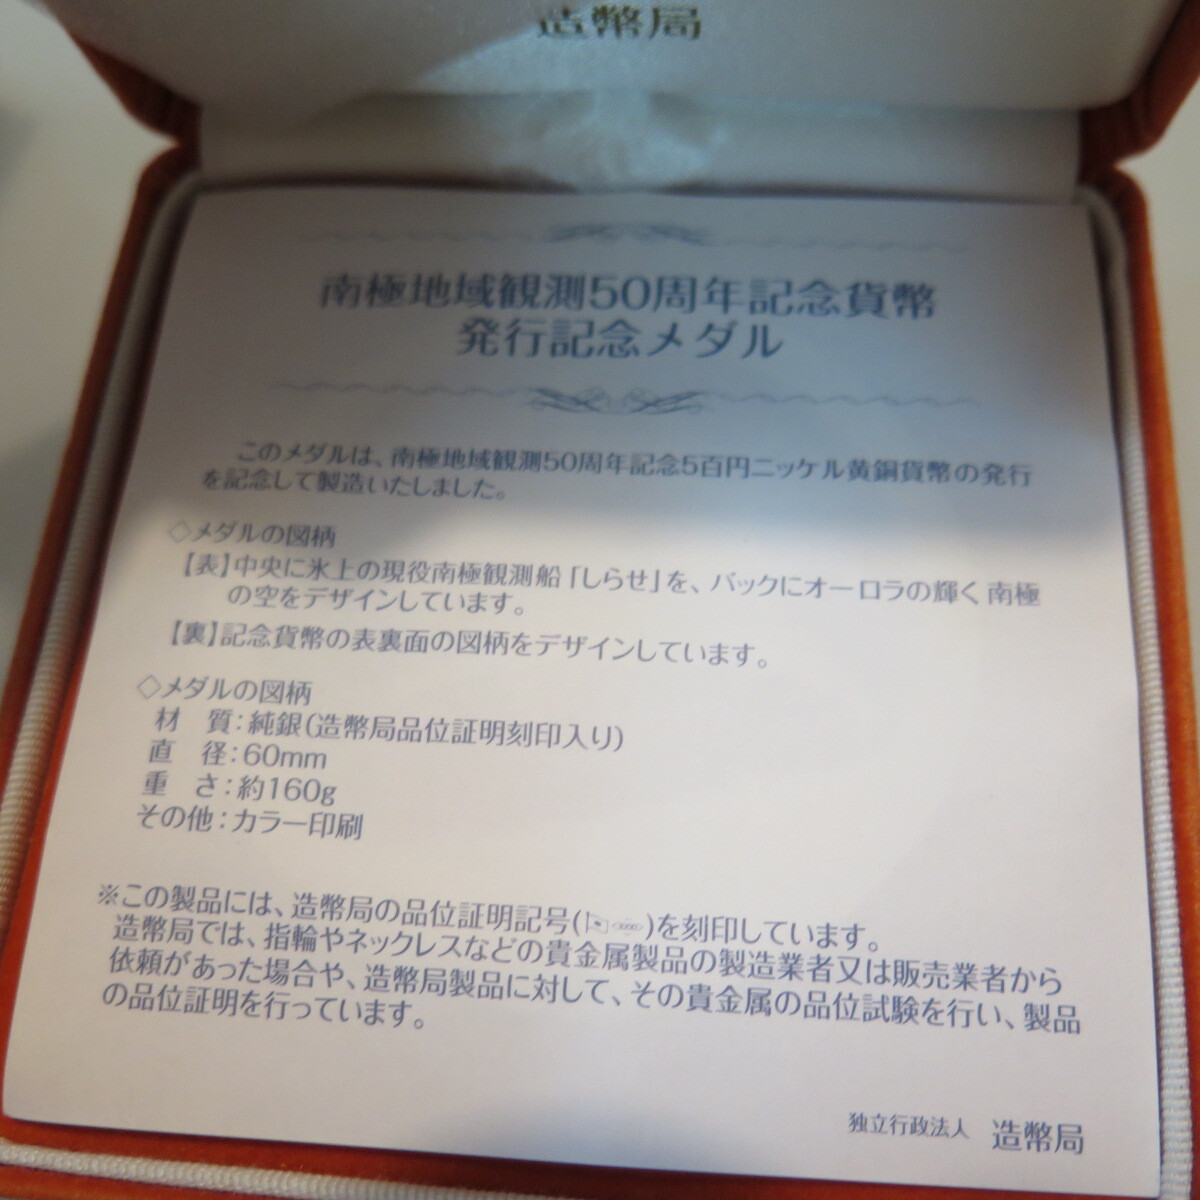 造幣局
南極地域観測50周年記念貨幣
発行記念メダル
このメダルは、南極地域観測50周年記念5百円ニッケル黄銅貨幣の発行
を記念して製造いたしました。
◇メダルの図柄
【表】中央に氷上の現役南極観測船「しらせ」を、バックにオーロラの輝く南極
の空をデザインしています。
【裏】記念貨幣の表裏面の図柄をデザインしています。
◇メダルの図柄
材 質：純銀(造幣局品位証明刻印入り)
直 径：60mm
重 さ：約160g
その他：カラー印刷
※この製品には、造幣局の品位証明記号()を刻印しています。
造幣局では、指輪やネックレスなどの貴金属製品の製造業者又は販売業者から
依頼があった場合や、造幣局製品に対して、その貴金属の品位試験を行い、製品
の品位証明を行っています。
独立行政法人 造幣局